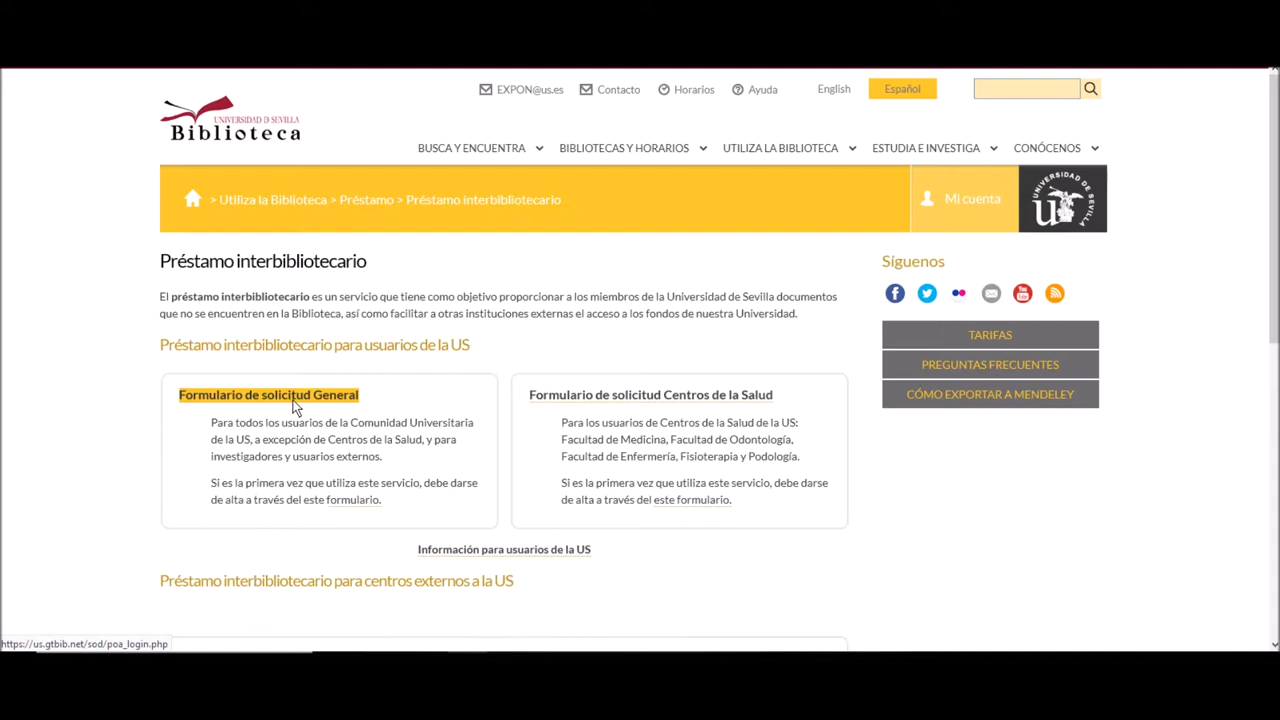 EXPON@us.es Contacto Horarios Ayuda English Español
UNIVERSIDAD D SEVILLA
Biblioteca
BUSCA Y ENCUENTRA BIBLIOTECAS Y HORARIOS UTILIZA LA BIBLIOTECA ESTUDIA E INVESTIGA CONÓCENOS
> Utiliza la Biblioteca > Préstamo > Préstamo interbibliotecario
Mi cuenta
UNIVERSIDAD DE SEVILLA
Préstamo interbibliotecario
El préstamo interbibliotecario es un servicio que tiene como objetivo proporcionar a los miembros de la Universidad de Sevilla documentos
que no se encuentren en la Biblioteca, así como facilitar a otras instituciones externas el acceso a los fondos de nuestra Universidad.
Préstamo interbibliotecario para usuarios de la US
Formulario de solicitud General
Para todos los usuarios de la Comunidad Universitaria
de la US, a excepción de Centros de la Salud, y para
investigadores y usuarios externos.
Si es la primera vez que utiliza este servicio, debe darse
de alta a través del este formulario.
Formulario de solicitud Centros de la Salud
Para los usuarios de Centros de la Salud de la US:
Facultad de Medicina, Facultad de Odontología,
Facultad de Enfermería, Fisioterapia y Podología.
Si es la primera vez que utiliza este servicio, debe darse
de alta a través del este formulario.
Información para usuarios de la US
Préstamo interbibliotecario para centros externos a la US
Síguenos
You Tube
TARIFAS
PREGUNTAS FRECUENTES
CÓMO EXPORTAR A MENDELEY
https://us.gtbib.net/sod/poa_login.php